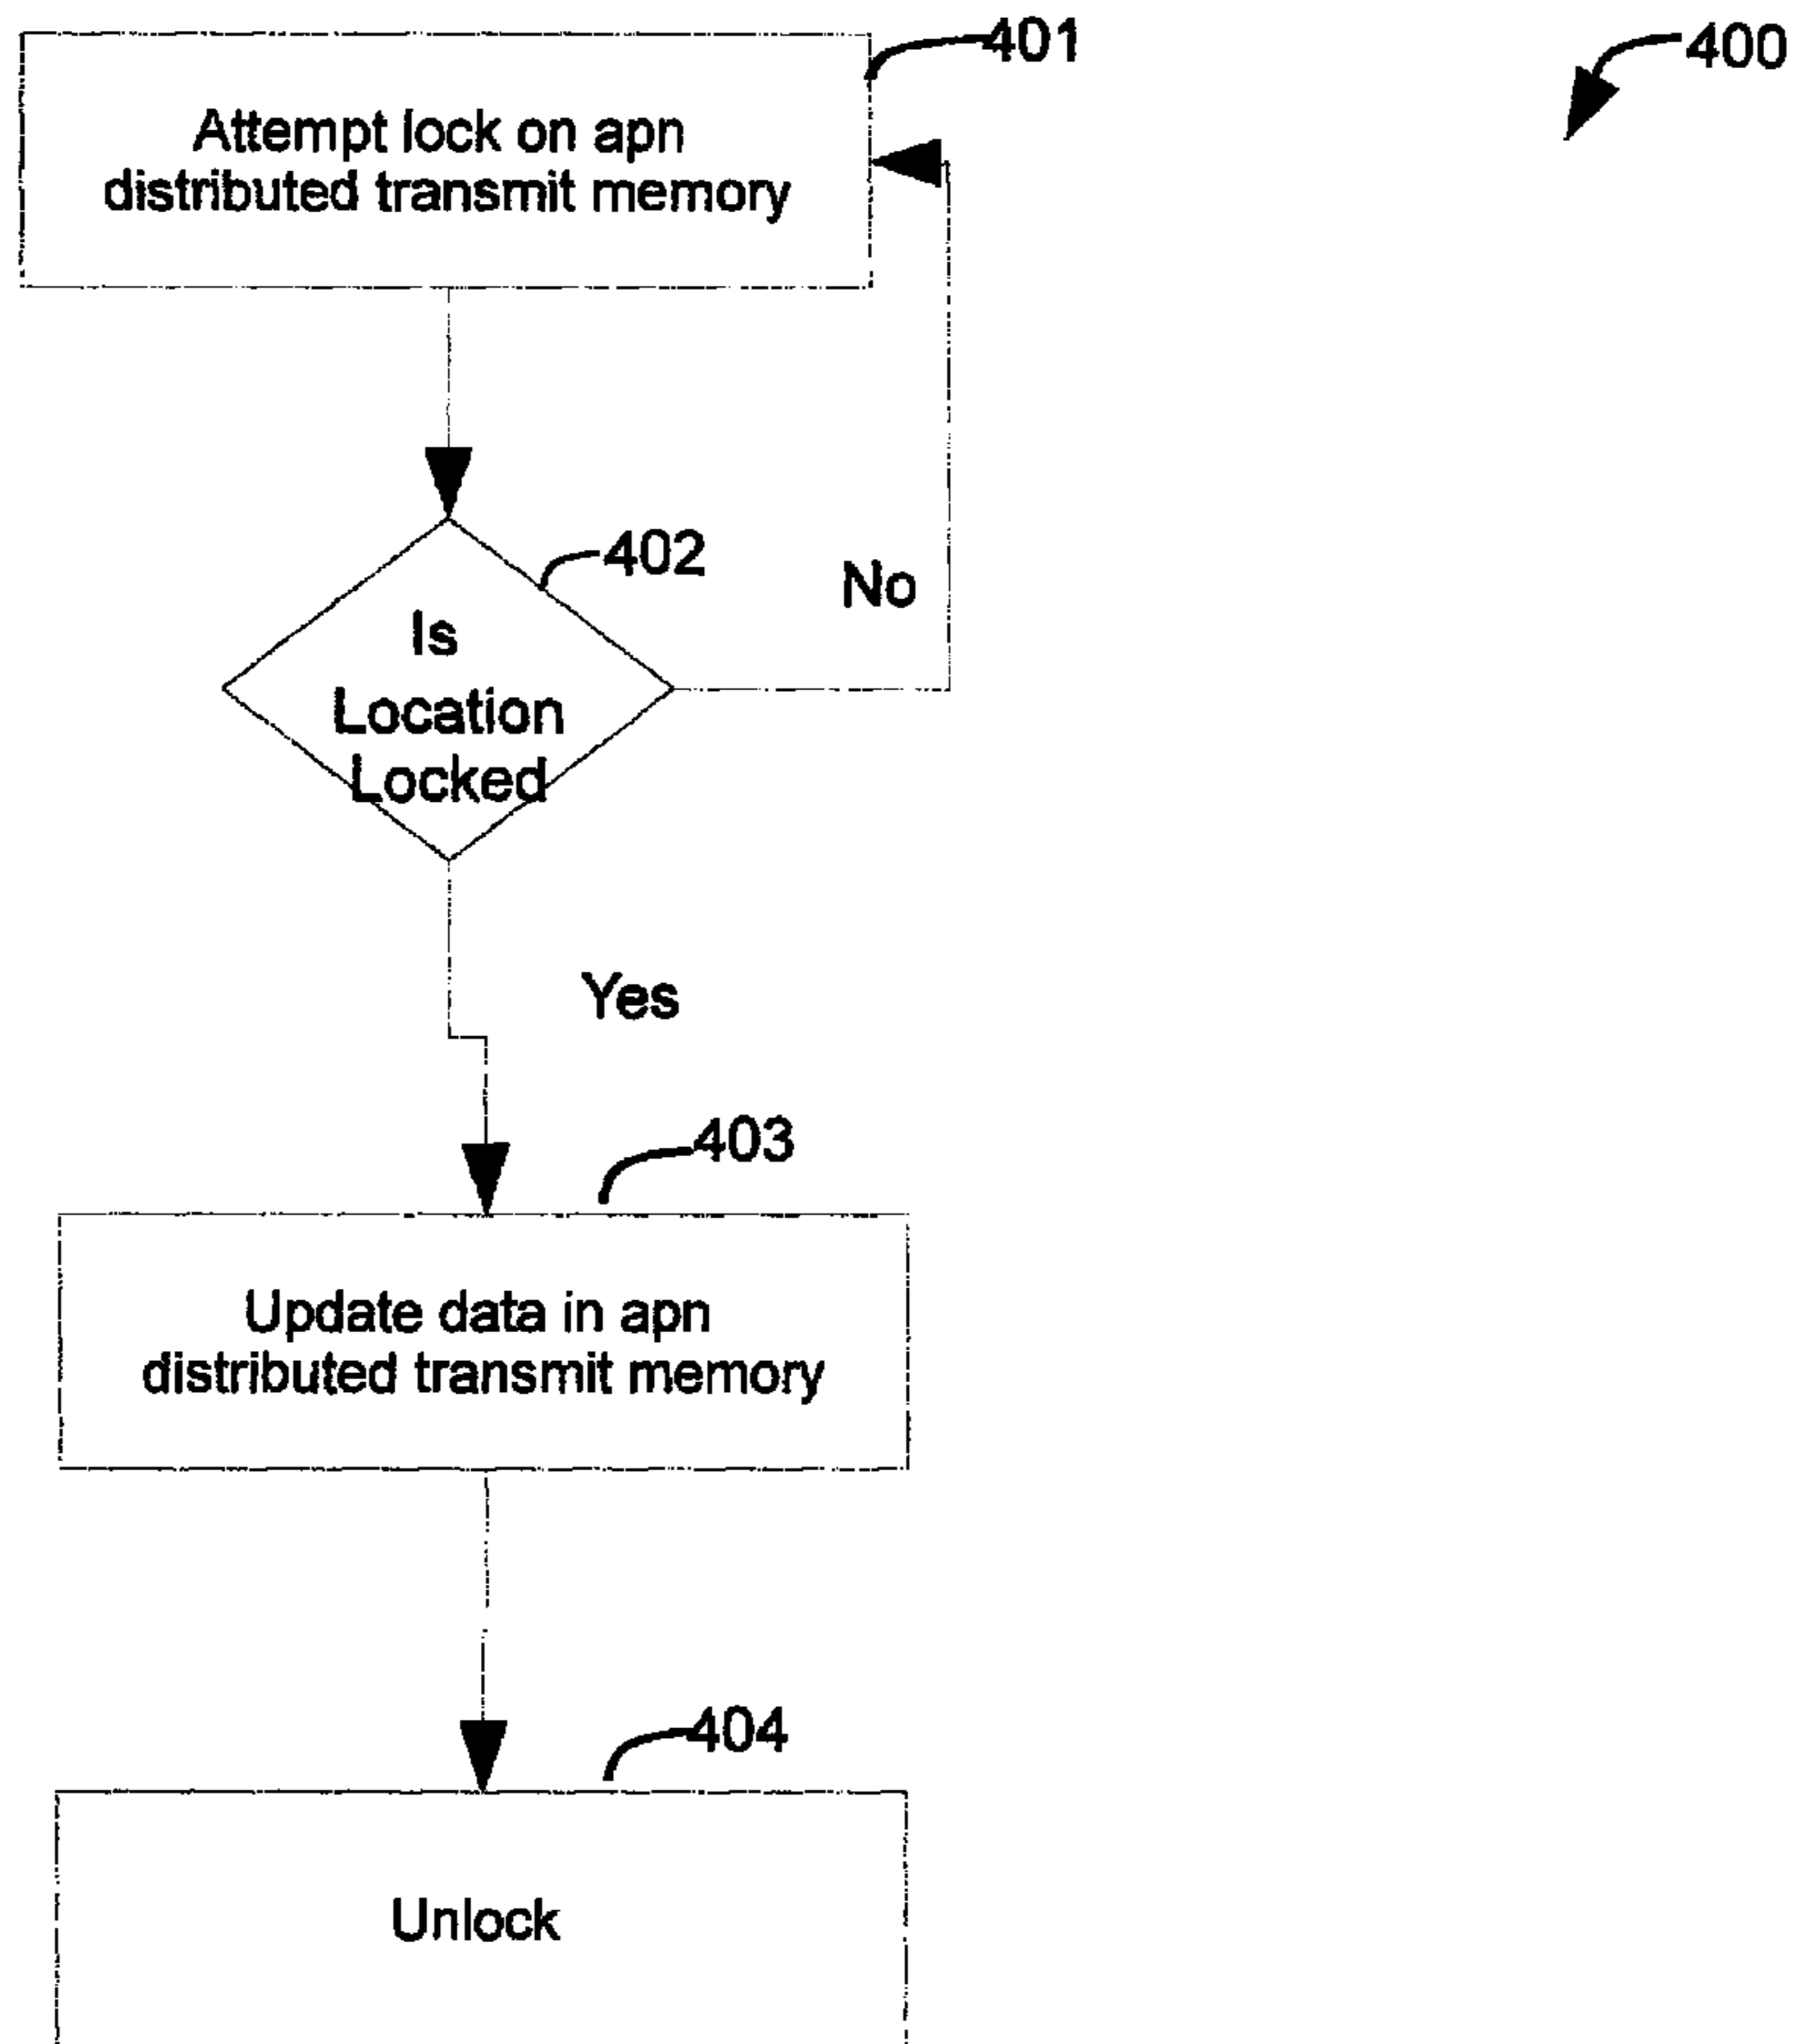 401
400
Attempt lock on apn
distributed transmit memory
402
No
Is
Location
Locked
Yes
403
Update data in apn
distributed transmit memory
404
Unlock